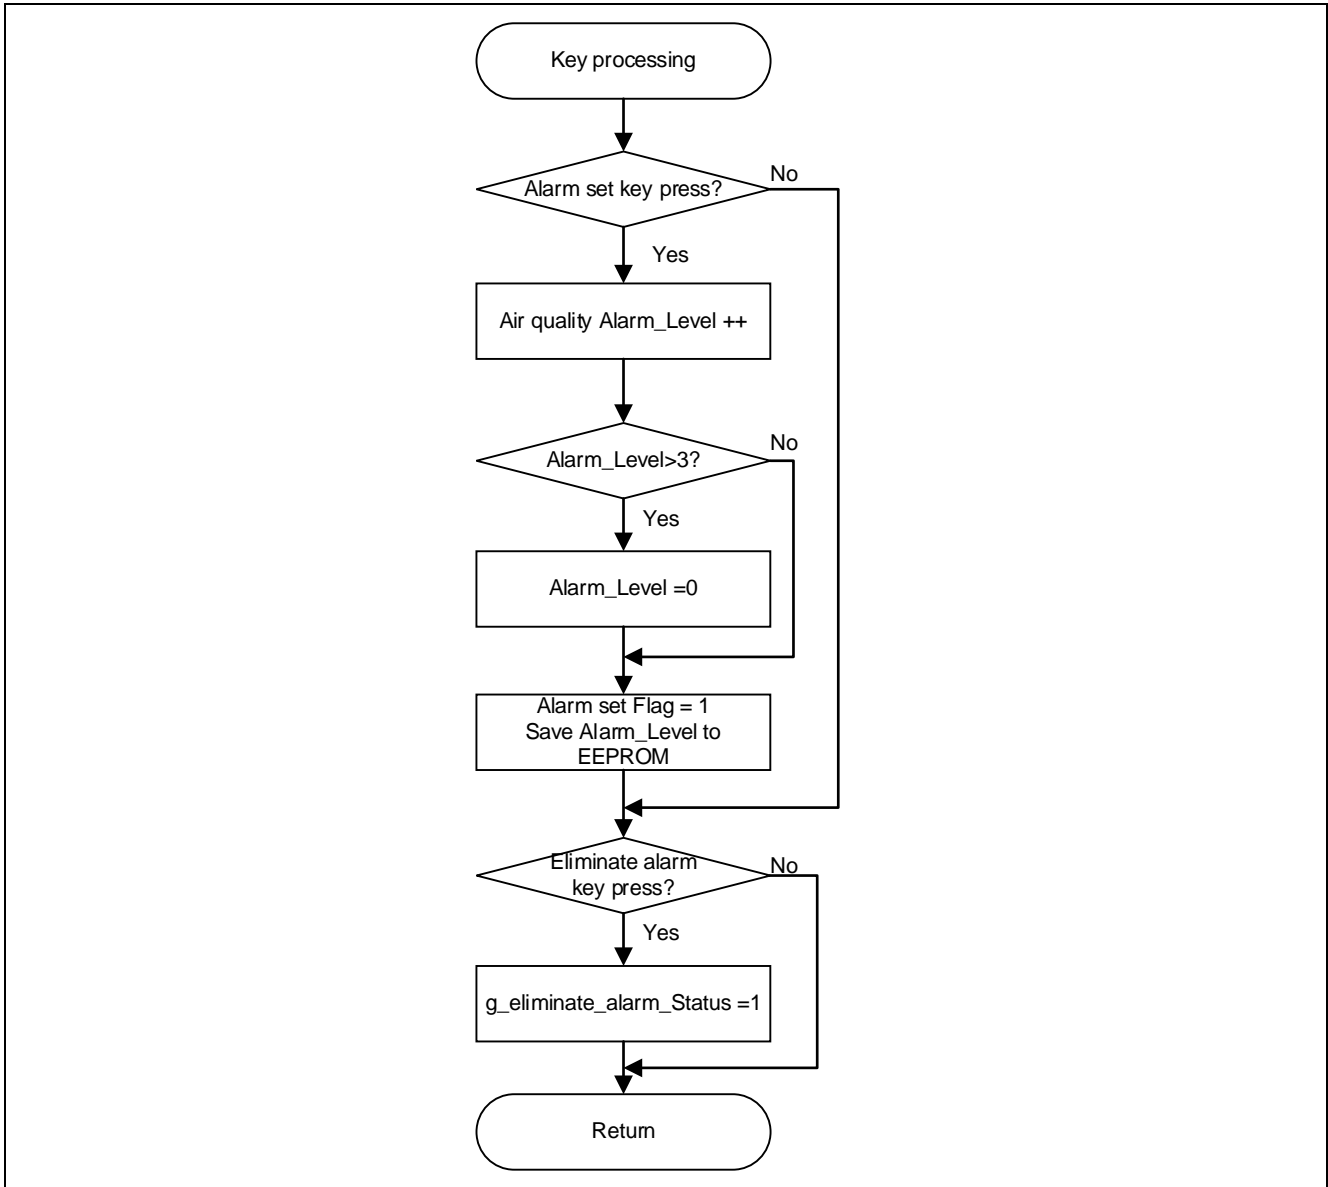 Key processing
Alarm set key press?
No
Yes
Air quality Alarm_Level ++
Alarm_Level>3?
No
Yes
Alarm_Level =0
Alarm set Flag = 1
Save Alarm_Level to
EEPROM
Eliminate alarm
key press?
No
Yes
g_eliminate_alarm_Status =1
Return